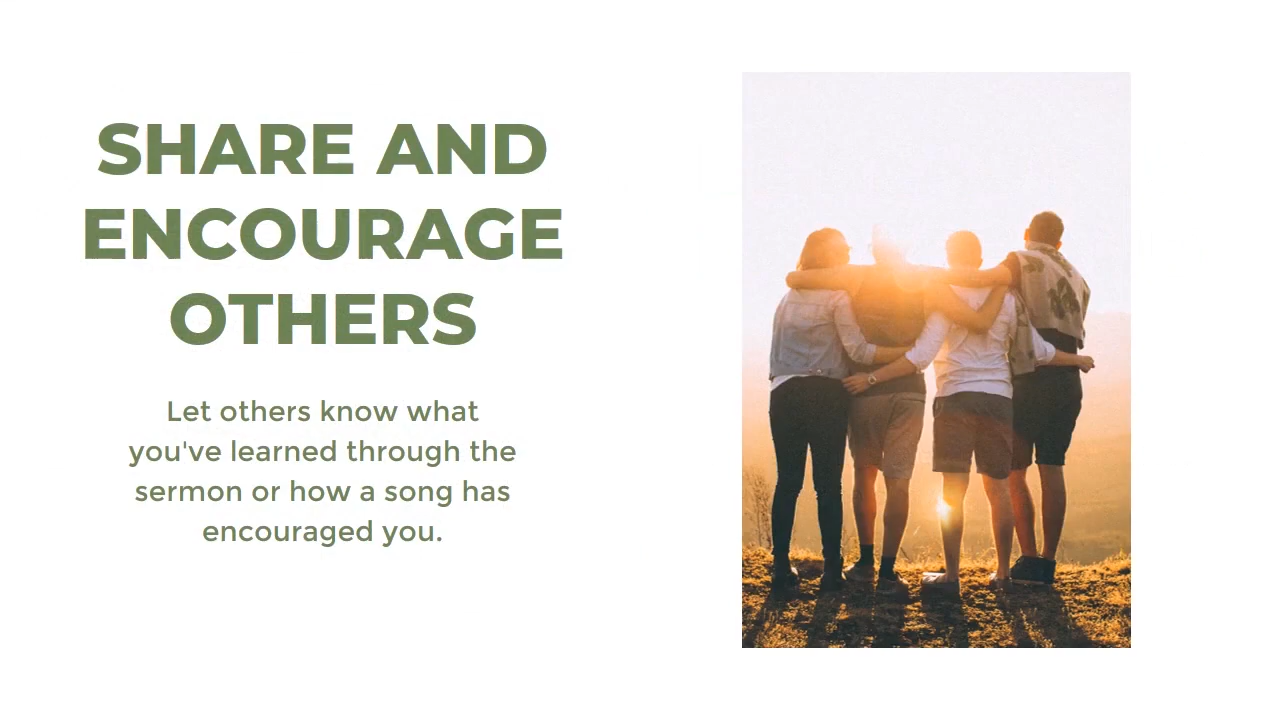 SHARE AND
ENCOURAGE
OTHERS
Let others know what
you've learned through the
sermon or how a song has
encouraged you.